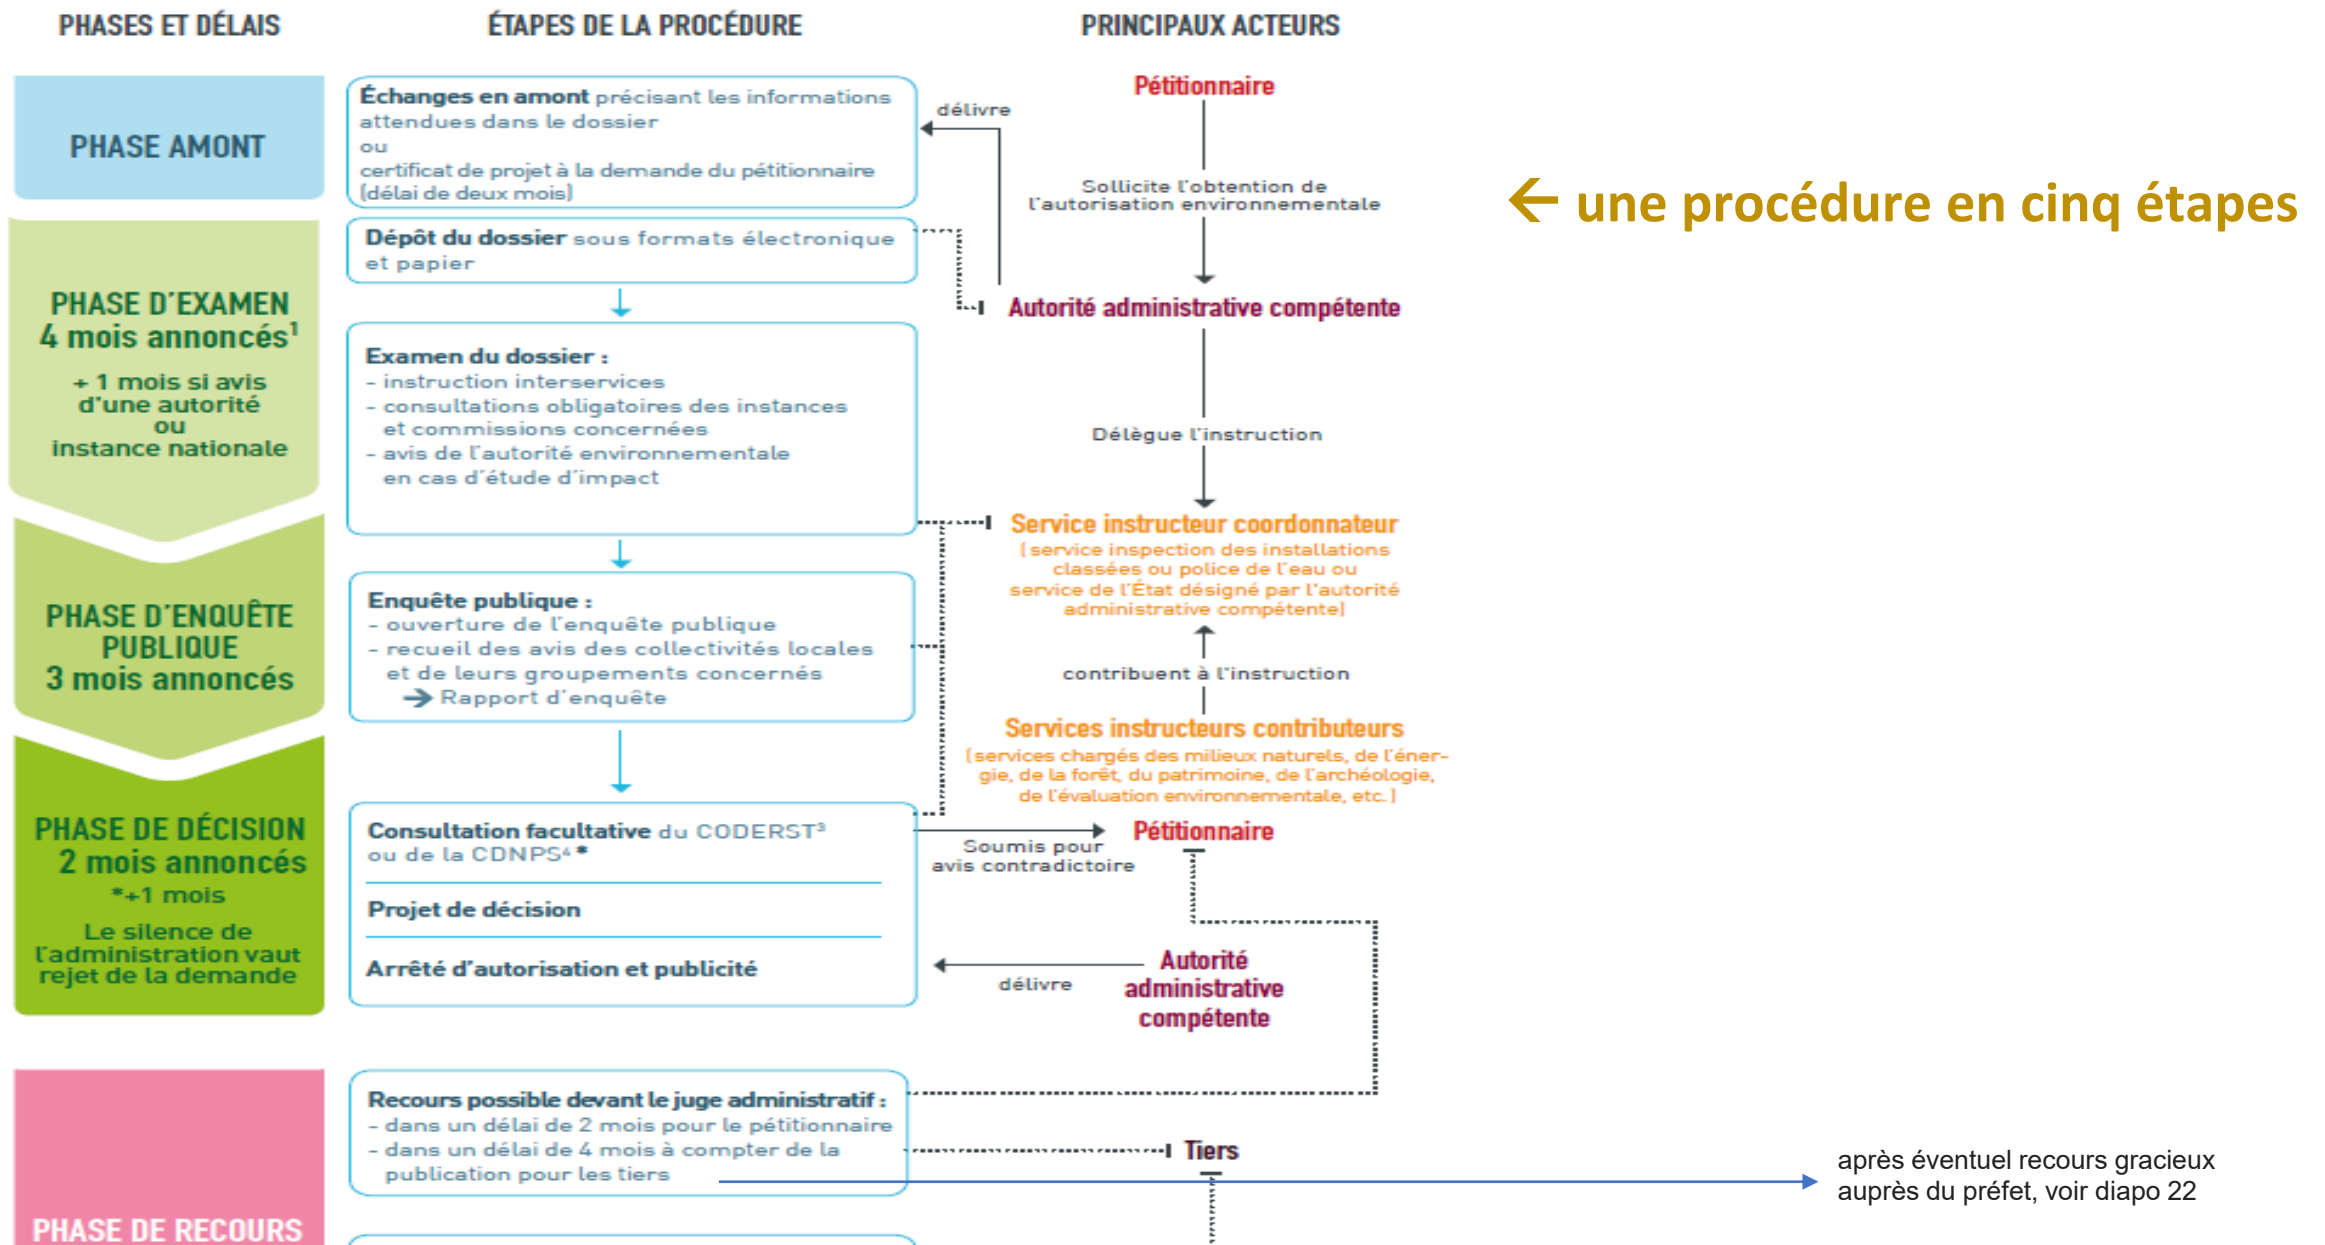 PHASES ET DÉLAIS
ÉTAPES DE LA PROCÉDURE
PRINCIPAUX ACTEURS
PHASE AMONT
Échanges en amont précisant les informations
attendues dans le dossier
ou
certificat de projet à la demande du pétitionnaire
(délai de deux mois)
délivre
Pétitionnaire
Sollicite l'obtention de
l'autorisation environnementale
← une procédure en cinq étapes
PHASE D'EXAMEN
4 mois annoncés¹
+ 1 mois si avis
d'une autorité
ou
instance nationale
Dépôt du dossier sous formats électronique
et papier
Autorité administrative compétente
Examen du dossier :
- instruction interservices
- consultations obligatoires des instances
et commissions concernées
- avis de l'autorité environnementale
en cas d'étude d'impact
Délègue l'instruction
Service instructeur coordonnateur
(service inspection des installations
classées ou police de l'eau ou
service de l'État désigné par l'autorité
administrative compétente)
PHASE D'ENQUÊTE
PUBLIQUE
3 mois annoncés
Enquête publique :
- ouverture de l'enquête publique
- recueil des avis des collectivités locales
et de leurs groupements concernés
→ Rapport d'enquête
contribuent à l'instruction
Services instructeurs contributeurs
(services chargés des milieux naturels, de l'éner-
gie, de la forêt, du patrimoine, de l'archéologie,
de l'évaluation environnementale, etc.)
PHASE DE DÉCISION
2 mois annoncés
*+1 mois
Le silence de
l'administration vaut
rejet de la demande
Consultation facultative du CODERST³
ou de la CDNPS⁴ *
Projet de décision
Arrêté d'autorisation et publicité
Soumis pour
avis contradictoire
Pétitionnaire
délivre
Autorité
administrative
compétente
PHASE DE RECOURS
Recours possible devant le juge administratif :
- dans un délai de 2 mois pour le pétitionnaire
- dans un délai de 4 mois à compter de la
publication pour les tiers
Tiers
après éventuel recours gracieux
auprès du préfet, voir diapo 22